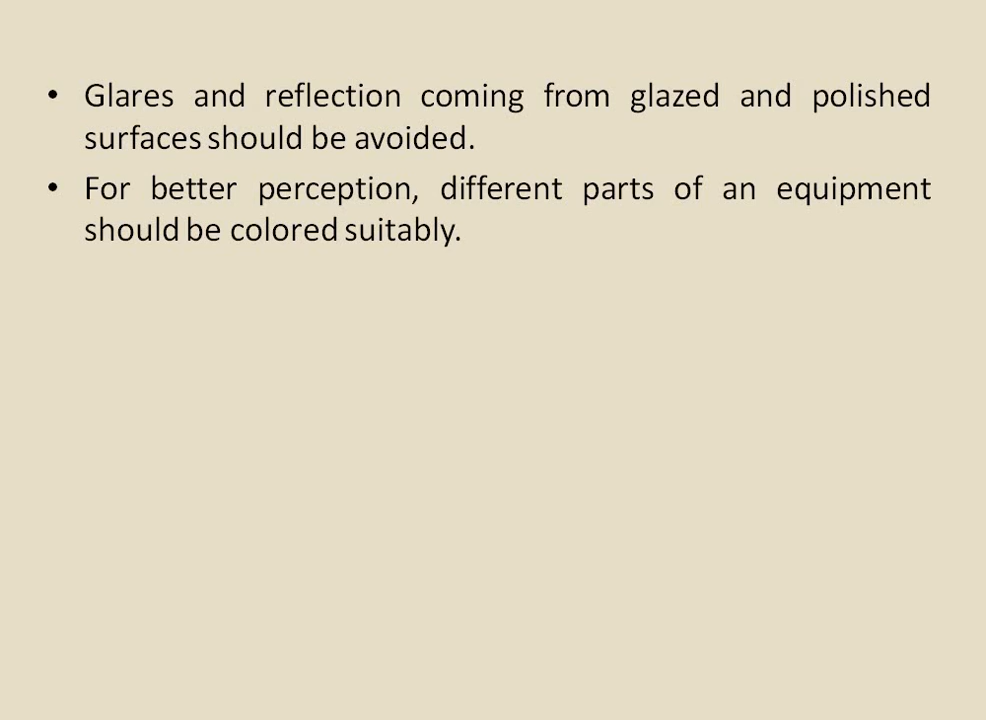 • Glares and reflection coming from glazed and polished
surfaces should be avoided.
• For better perception, different parts of an equipment
should be colored suitably.